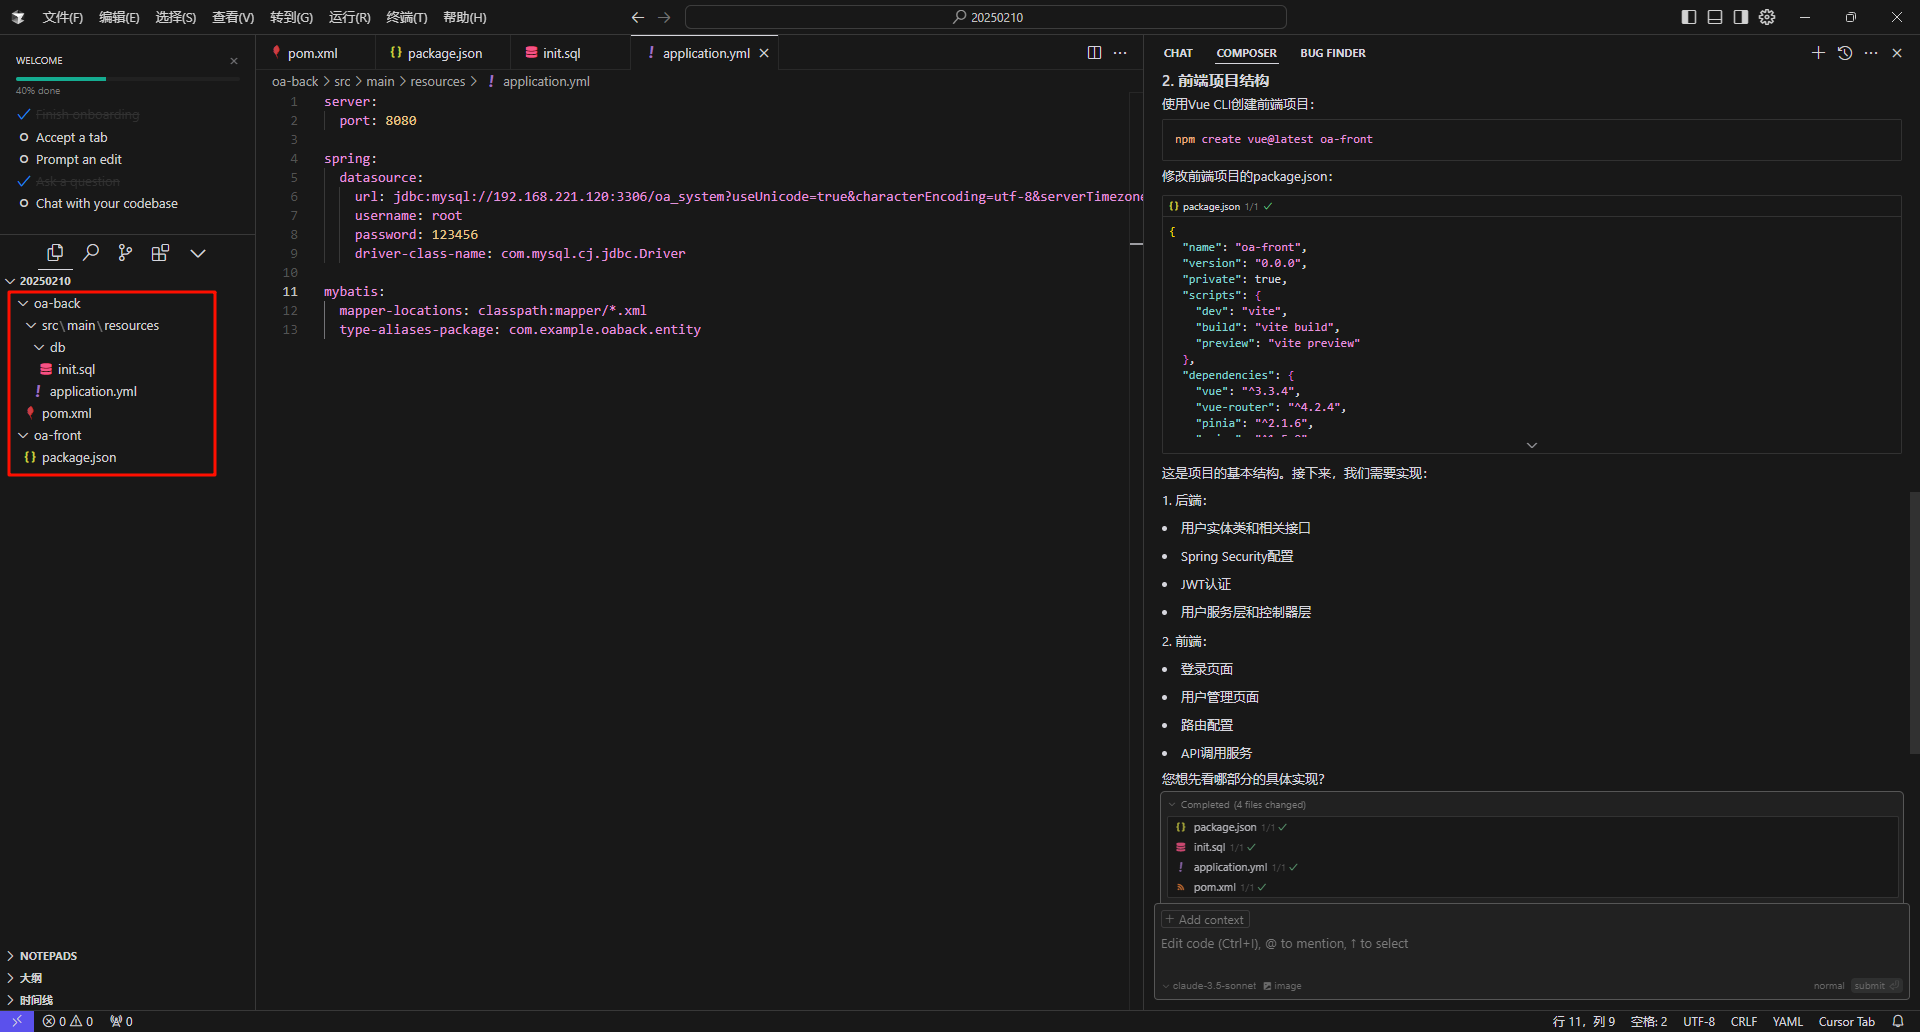 文件(F) 编辑(E) 选择(S) 查看(V) 转到(G) 运行(R) 终端(T) 帮助(H)
20250210
WELCOME
40% done
Finish onboarding
Accept a tab
Prompt an edit
Ask a question
Chat with your codebase
20250210
oa-back
src\main\resources
db
init.sql
application.yml
pom.xml
oa-front
package.json
NOTEPADS
大纲
时间线
pom.xml package.json init.sql application.yml
oa-back > src > main > resources > application.yml
1 server:
2 port: 8080
3
4 spring:
5 datasource:
6 url: jdbc:mysql://192.168.221.120:3306/oa_system?useUnicode=true&characterEncoding=utf-8&serverTimezone
7 username: root
8 password: 123456
9 driver-class-name: com.mysql.cj.jdbc.Driver
10
11 mybatis:
12 mapper-locations: classpath:mapper/*.xml
13 type-aliases-package: com.example.oaback.entity
CHAT COMPOSER BUG FINDER
2. 前端项目结构
使用Vue CLI创建前端项目：
npm create vue@latest oa-front
修改前端项目的package.json：
package.json 1/1
{
"name": "oa-front",
"version": "0.0.0",
"private": true,
"scripts": {
"dev": "vite",
"build": "vite build",
"preview": "vite preview"
},
"dependencies": {
"vue": "^3.3.4",
"vue-router": "^4.2.4",
"pinia": "^2.1.6",
这是项目的基本结构。接下来，我们需要实现：
1. 后端：
用户实体类和相关接口
Spring Security配置
JWT认证
用户服务层和控制器层
2. 前端：
登录页面
用户管理页面
路由配置
API调用服务
您想先看哪部分的具体实现?
Completed (4 files changed)
package.json 1/1
init.sql 1/1
application.yml 1/1
pom.xml 1/1
+ Add context
Edit code (Ctrl+I), @ to mention, ↑ to select
claude-3.5-sonnet image normal submit
0 0 0 行 11，列 9 空格: 2 UTF-8 CRLF YAML Cursor Tab